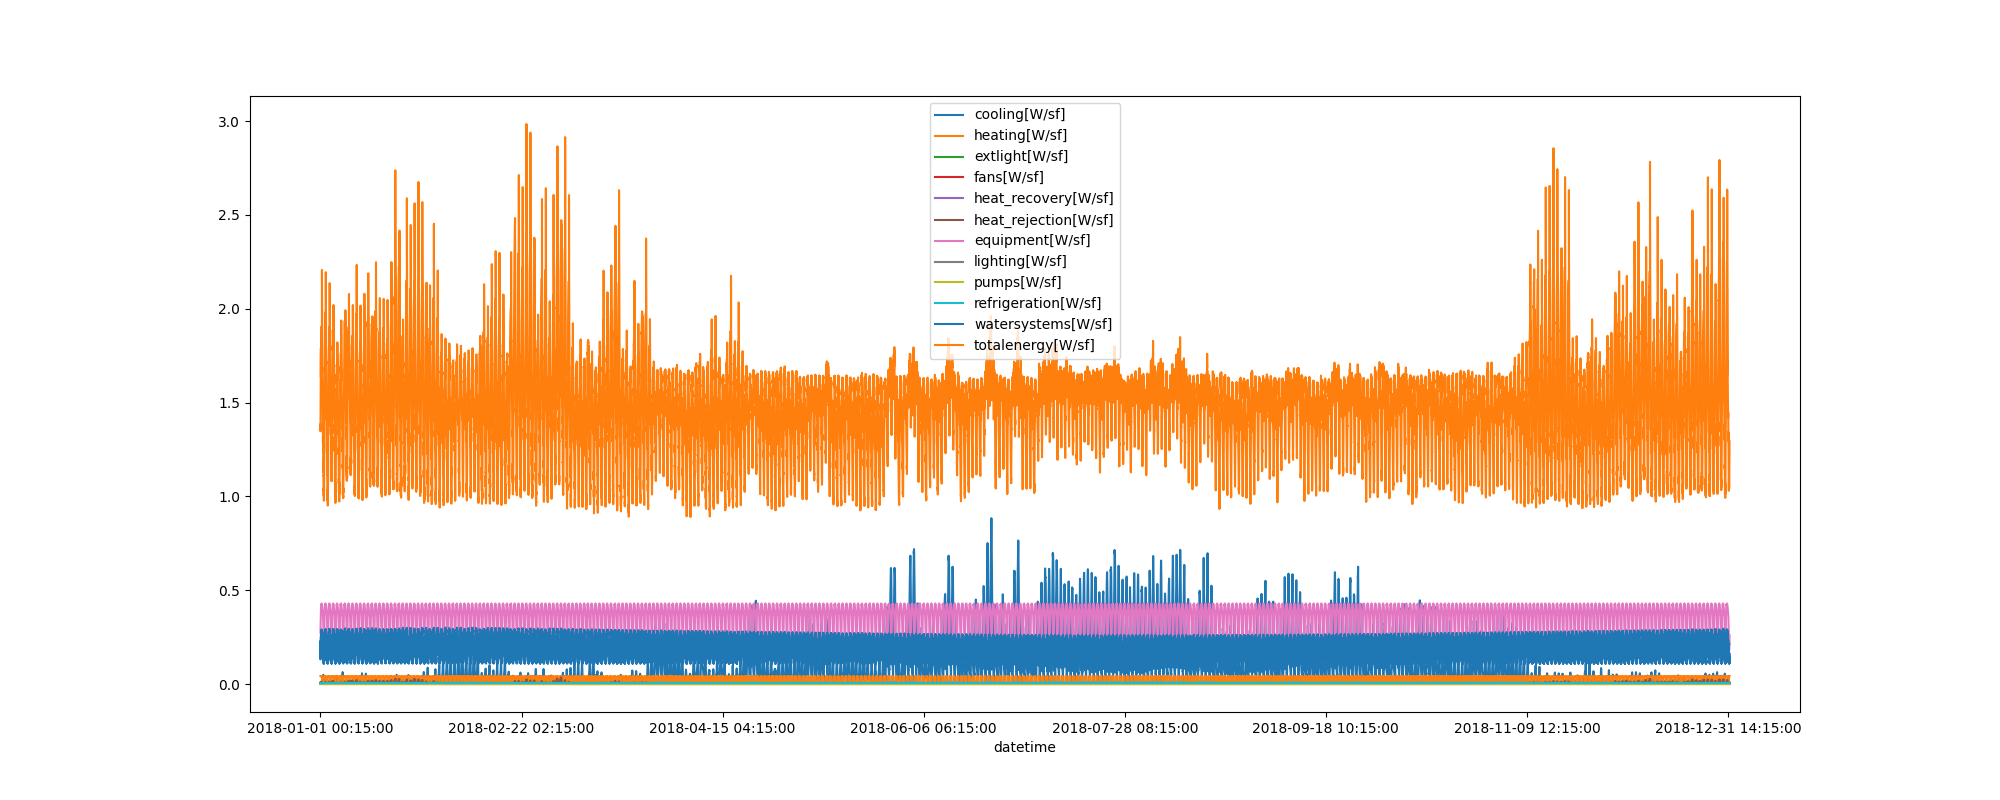 3.0
2.5
2.0
1.5
1.0
0.5
0.0
cooling[W/sf]
heating[W/sf]
extlight[W/sf]
fans[W/sf]
heat_recovery[W/sf]
heat_rejection[W/sf]
equipment[W/sf]
lighting[W/sf]
pumps[W/sf]
refrigeration[W/sf]
watersystems[W/sf]
totalenergy[W/sf]
2018-01-01 00:15:00 2018-02-22 02:15:00 2018-04-15 04:15:00 2018-06-06 06:15:00 2018-07-28 08:15:00 2018-09-18 10:15:00 2018-11-09 12:15:00 2018-12-31 14:15:00
datetime